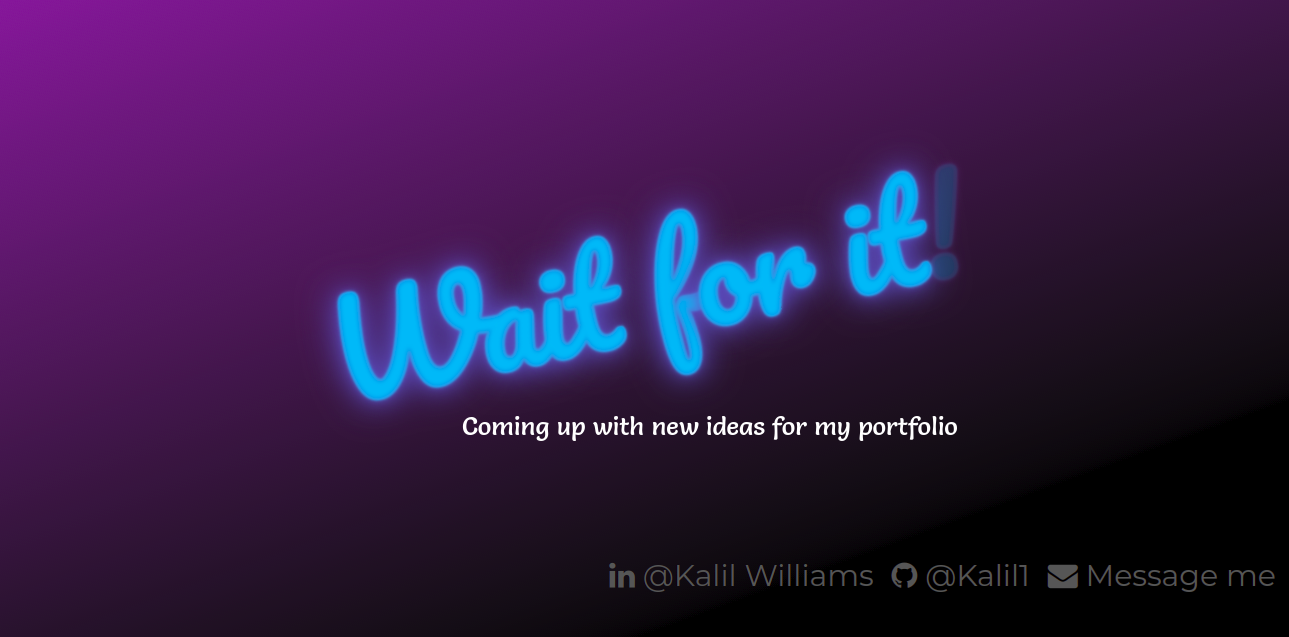 Wait for it!
Coming up with new ideas for my portfolio
in @Kalil Williams @Kalil1 Message me